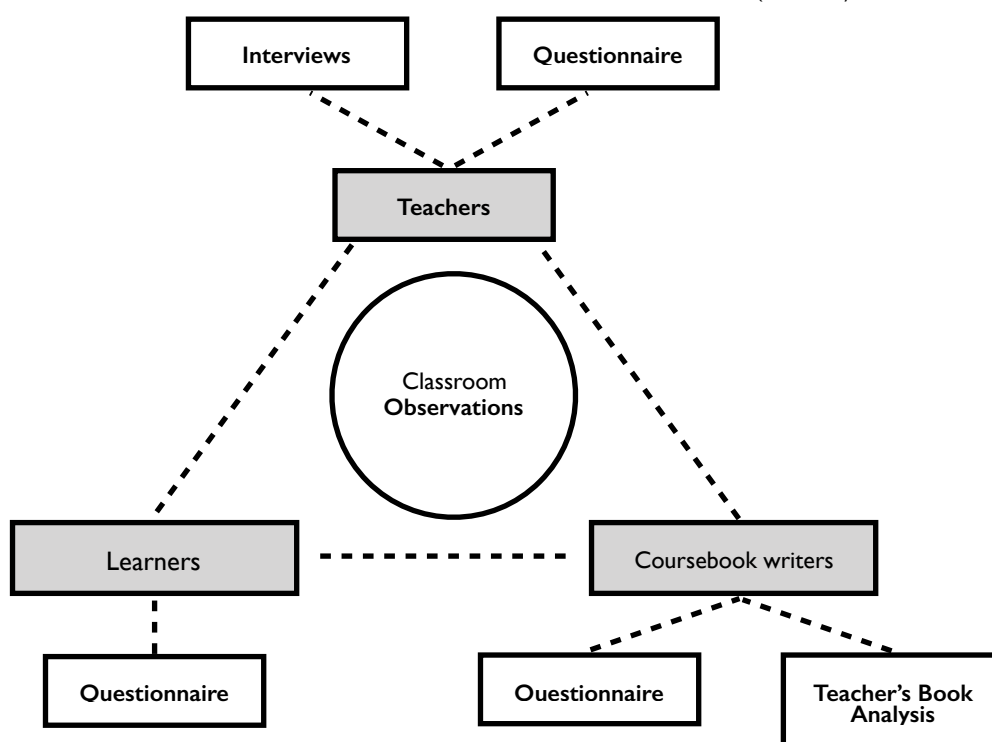 Interviews
Questionnaire
Teachers
Classroom
Observations
Learners
Coursebook writers
Questionnaire
Questionnaire
Teacher’s Book
Analysis